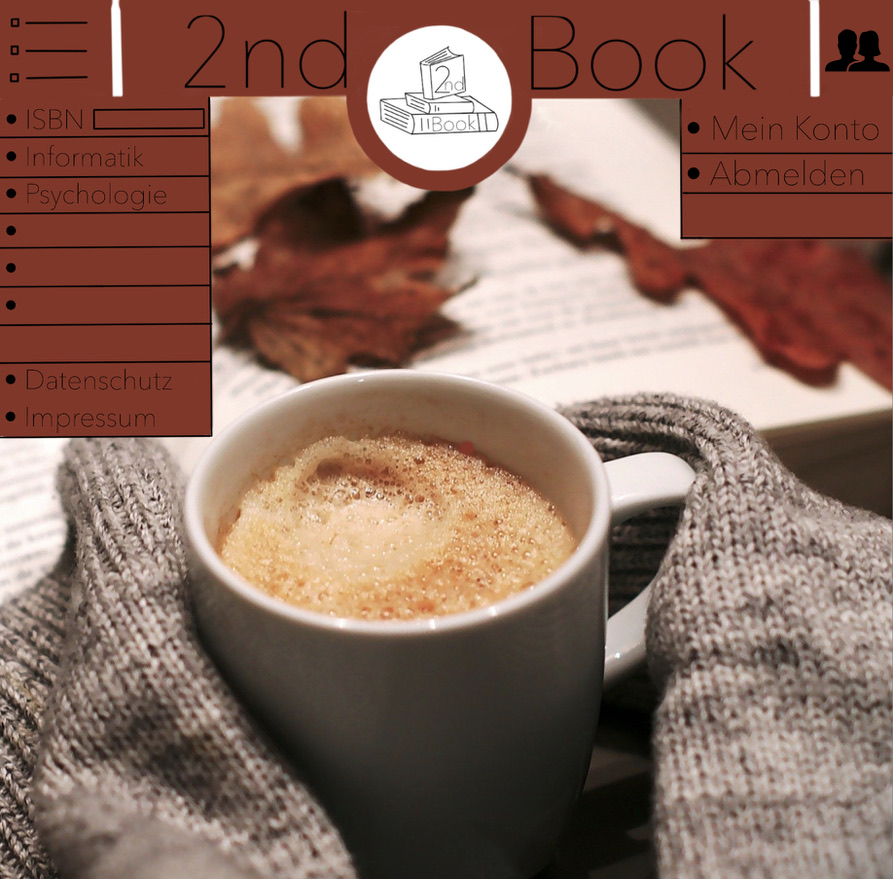 2nd Book
2nd
Book
ISBN
Informatik
Psychologie
Datenschutz
Impressum
Mein Konto
Abmelden